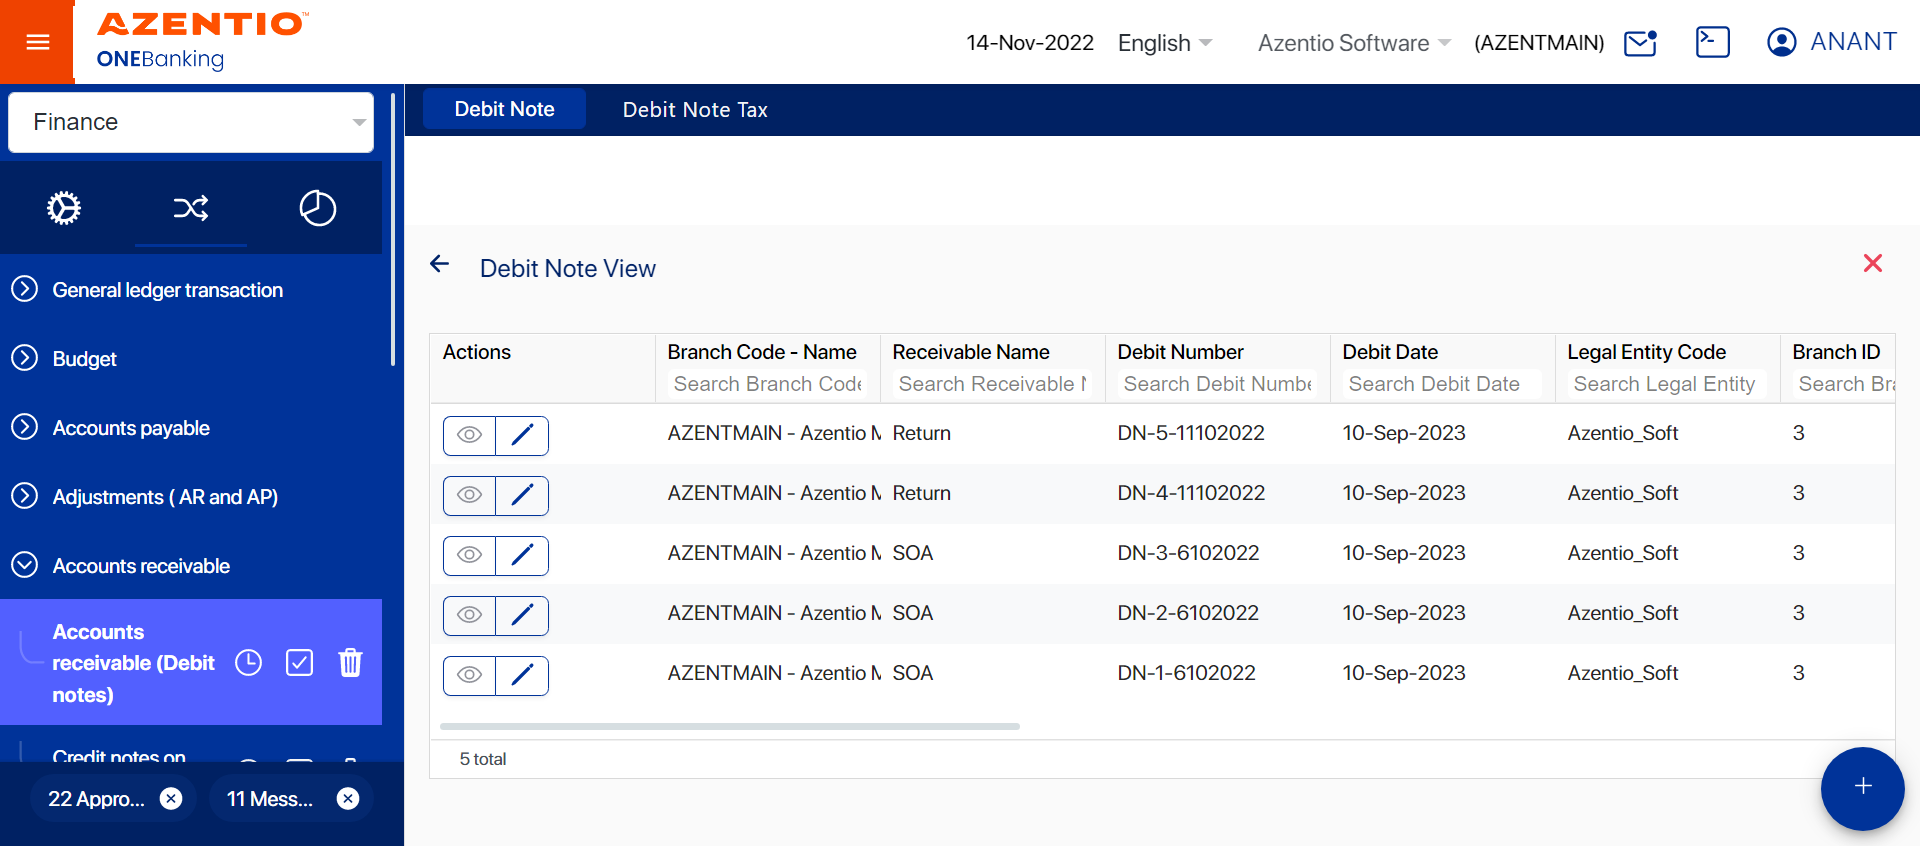 AZENTIO™
ONEBanking
14-Nov-2022 English Azentio Software (AZENTMAIN) ANANT
Finance
General ledger transaction
Budget
Accounts payable
Adjustments ( AR and AP)
Accounts receivable
Accounts
receivable (Debit
notes)
Credit notes on
22 Appro... 11 Mess...
Debit Note Debit Note Tax
Debit Note View
Actions Branch Code - Name Receivable Name Debit Number Debit Date Legal Entity Code Branch ID
Search Branch Code Search Receivable N Search Debit Numbe Search Debit Date Search Legal Entity Search Bra
AZENTMAIN - Azentio M Return DN-5-11102022 10-Sep-2023 Azentio_Soft 3
AZENTMAIN - Azentio M Return DN-4-11102022 10-Sep-2023 Azentio_Soft 3
AZENTMAIN - Azentio M SOA DN-3-6102022 10-Sep-2023 Azentio_Soft 3
AZENTMAIN - Azentio M SOA DN-2-6102022 10-Sep-2023 Azentio_Soft 3
AZENTMAIN - Azentio M SOA DN-1-6102022 10-Sep-2023 Azentio_Soft 3
5 total